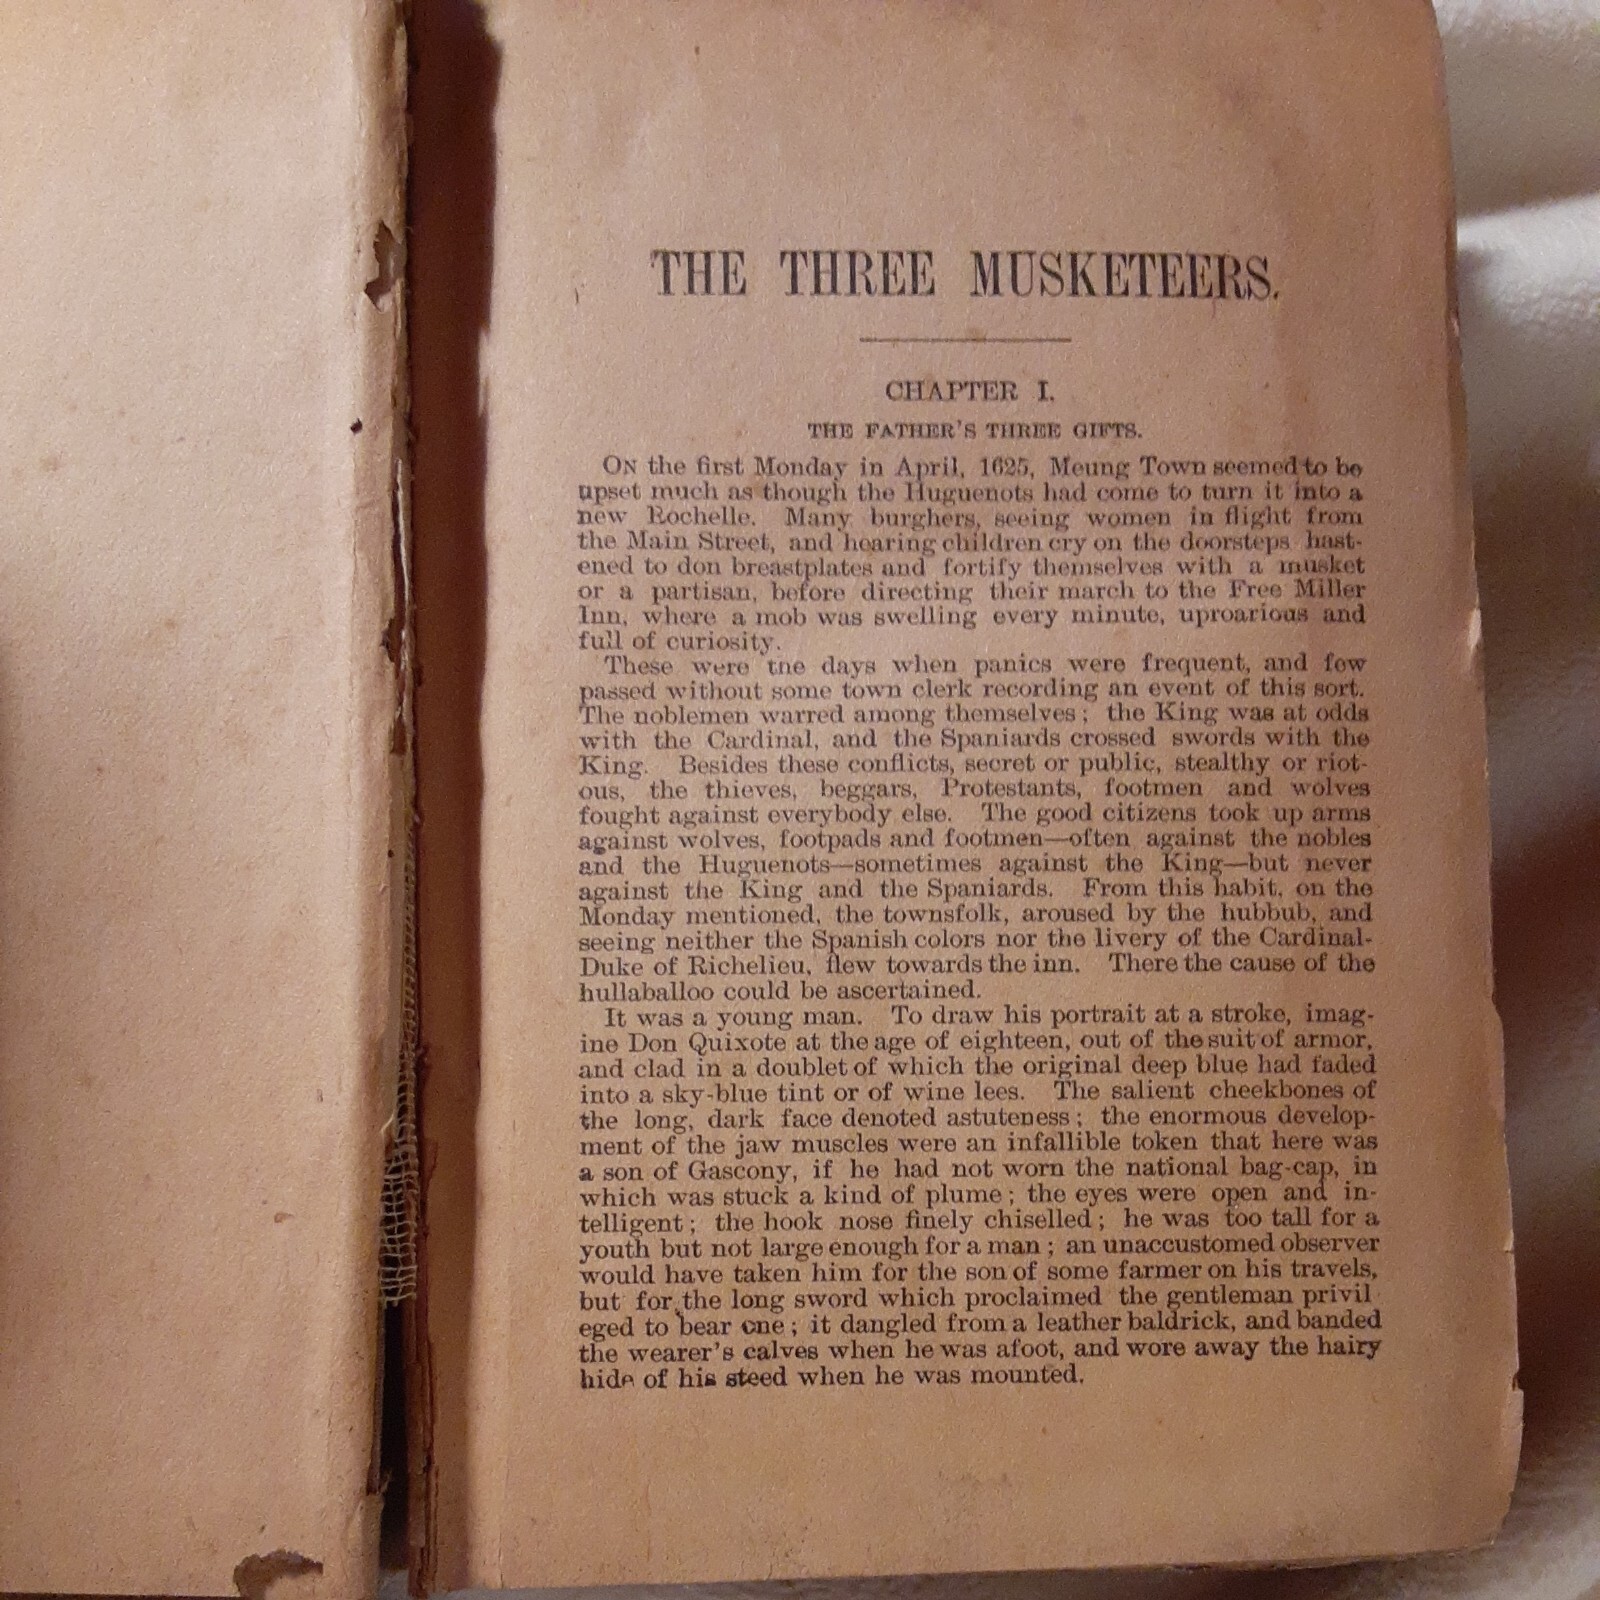 THE THREE MUSKETEERS.
CHAPTER I.
THE FATHER'S THREE GIFTS.
ON the first Monday in April, 1625, Meung Town seemed to be
upset much as though the Huguenots had come to turn it into a
new Rochelle. Many burghers, seeing women in flight from
the Main Street, and hearing children cry on the doorsteps hast-
ened to don breastplates and fortify themselves with a musket
or a partisan, before directing their march to the Free Miller
Inn, where a mob was swelling every minute, uproarious and
full of curiosity.
These were the days when panics were frequent, and few
passed without some town clerk recording an event of this sort.
The noblemen warred among themselves; the King was at odds
with the Cardinal, and the Spaniards crossed swords with the
King. Besides these conflicts, secret or public, stealthy or riot-
ous, the thieves, beggars, Protestants, footmen and wolves
fought against everybody else. The good citizens took up arms
against wolves, footpads and footmen—often against the nobles
and the Huguenots—sometimes against the King—but never
against the King and the Spaniards. From this habit, on the
Monday mentioned, the townsfolk, aroused by the hubbub, and
seeing neither the Spanish colors nor the livery of the Cardinal-
Duke of Richelieu, flew towards the inn. There the cause of the
hullaballoo could be ascertained.
It was a young man. To draw his portrait at a stroke, imag-
ine Don Quixote at the age of eighteen, out of the suit of armor,
and clad in a doublet of which the original deep blue had faded
into a sky-blue tint or of wine lees. The salient cheekbones of
the long, dark face denoted astuteness; the enormous develop-
ment of the jaw muscles were an infallible token that here was
a son of Gascony, if he had not worn the national bag-cap, in
which was stuck a kind of plume; the eyes were open and in-
telligent; the hook nose finely chiselled; he was too tall for a
youth but not large enough for a man; an unaccustomed observer
would have taken him for the son of some farmer on his travels,
but for the long sword which proclaimed the gentleman privil
eged to bear one; it dangled from a leather baldrick, and banded
the wearer's calves when he was afoot, and wore away the hairy
hide of his steed when he was mounted.